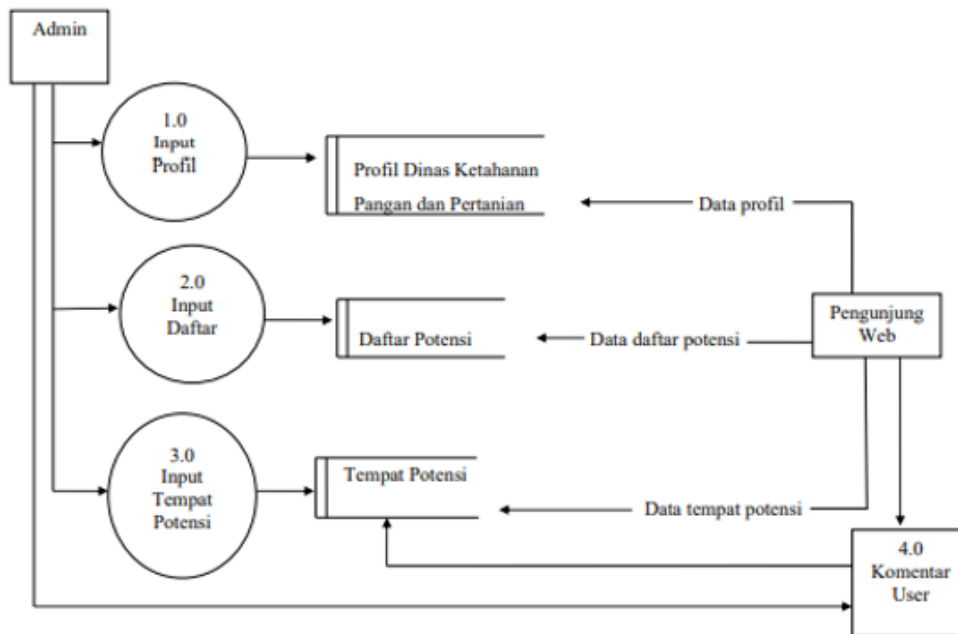 Admin
1.0
Input
Profil
Profil Dinas Ketahanan
Pangan dan Pertanian
Data profil
2.0
Input
Daftar
Daftar Potensi
Data daftar potensi
Pengunjung
Web
3.0
Input
Tempat
Potensi
Tempat Potensi
Data tempat potensi
4.0
Komentar
User